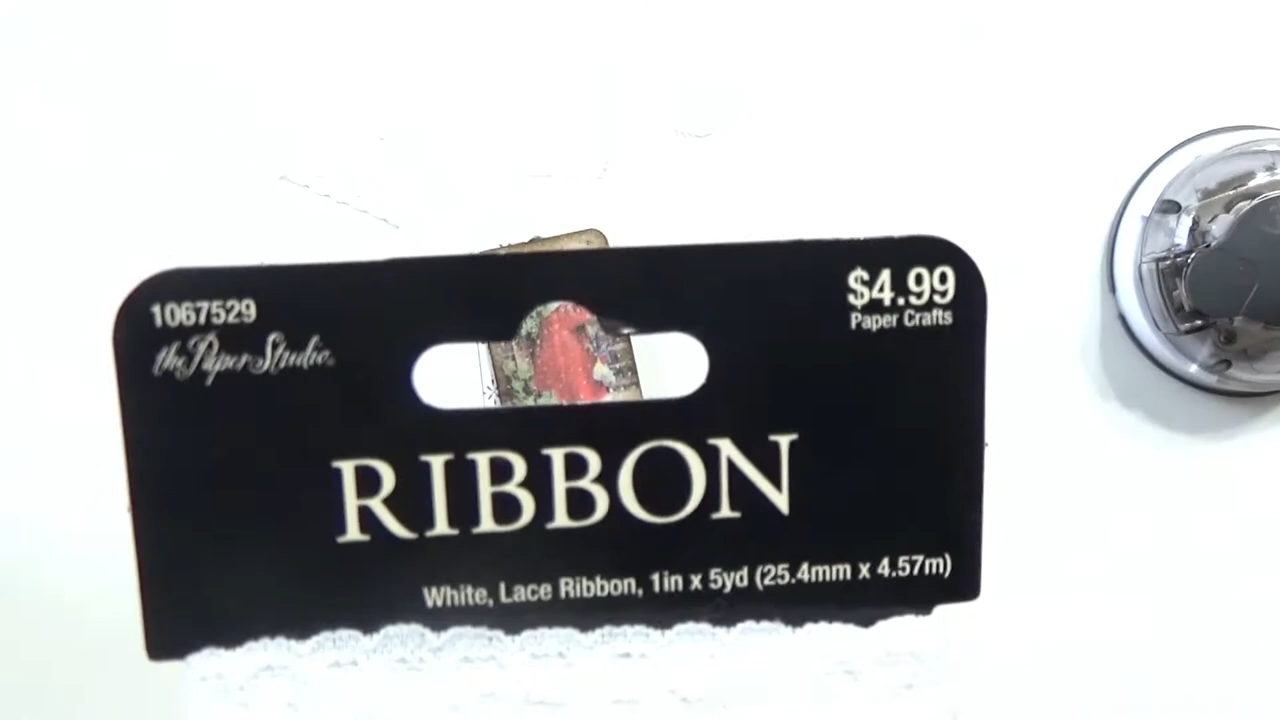 1067529
the Paper Studio
$4.99
Paper Crafts
RIBBON
White, Lace Ribbon, 1in x 5yd (25.4mm x 4.57m)